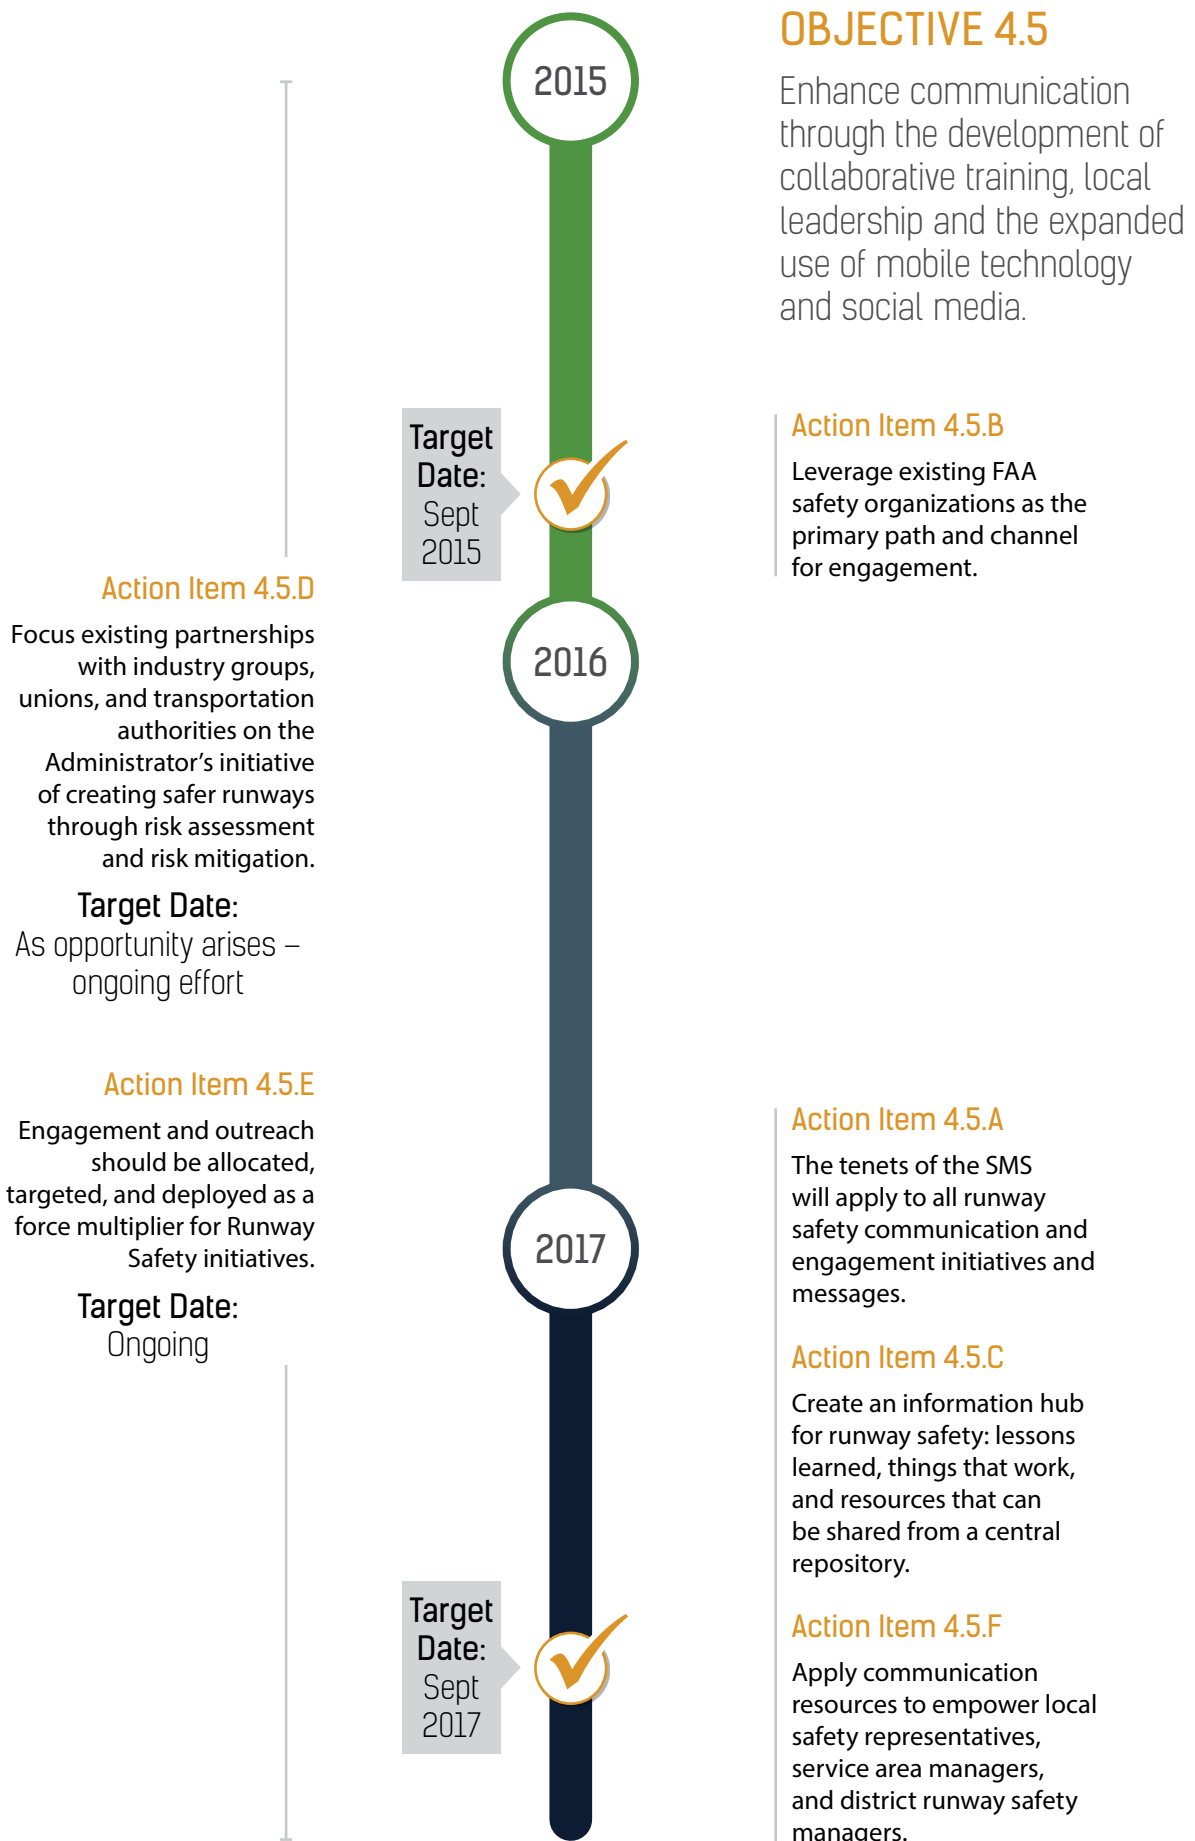 2015
OBJECTIVE 4.5
Enhance communication
through the development of
collaborative training, local
leadership and the expanded
use of mobile technology
and social media.
Target
Date:
Sept
2015
Action Item 4.5.B
Leverage existing FAA
safety organizations as the
primary path and channel
for engagement.
Action Item 4.5.D
Focus existing partnerships
with industry groups,
unions, and transportation
authorities on the
Administrator’s initiative
of creating safer runways
through risk assessment
and risk mitigation.
Target Date:
As opportunity arises –
ongoing effort
2016
Action Item 4.5.E
Engagement and outreach
should be allocated,
targeted, and deployed as a
force multiplier for Runway
Safety initiatives.
Target Date:
Ongoing
2017
Action Item 4.5.A
The tenets of the SMS
will apply to all runway
safety communication and
engagement initiatives and
messages.
Action Item 4.5.C
Create an information hub
for runway safety: lessons
learned, things that work,
and resources that can
be shared from a central
repository.
Target
Date:
Sept
2017
Action Item 4.5.F
Apply communication
resources to empower local
safety representatives,
service area managers,
and district runway safety
managers.